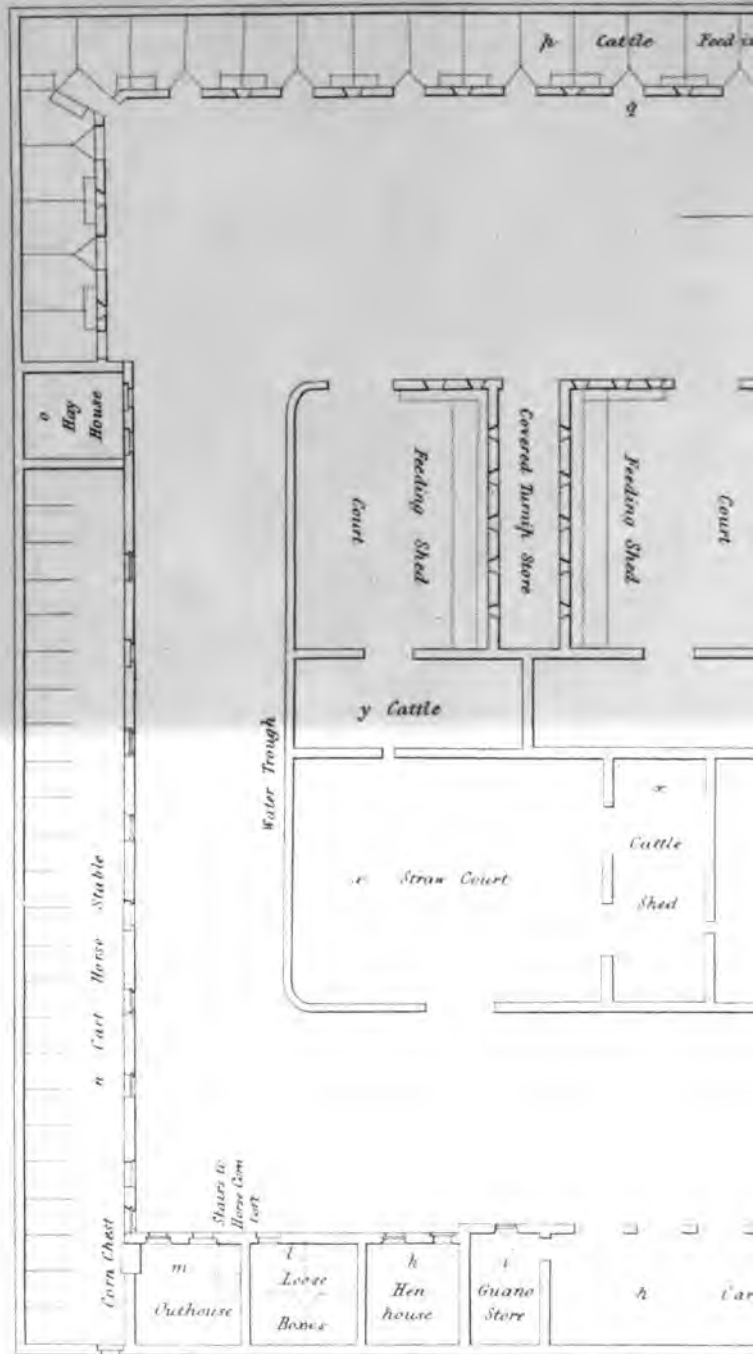 p Cattle Feed
q
o
Hay
House
Court
Feeding Shed
Covered Turnip Store
Feeding Shed
Court
y Cattle
Water Trough
x
Cattle
Shed
r Straw Court
n Cart Horse Stable
Stairs to
Horse Corn
Loft
Corn Chest
m
Outhouse
l
Loose
Boxes
k
Hen
house
i
Guano
Store
h Car